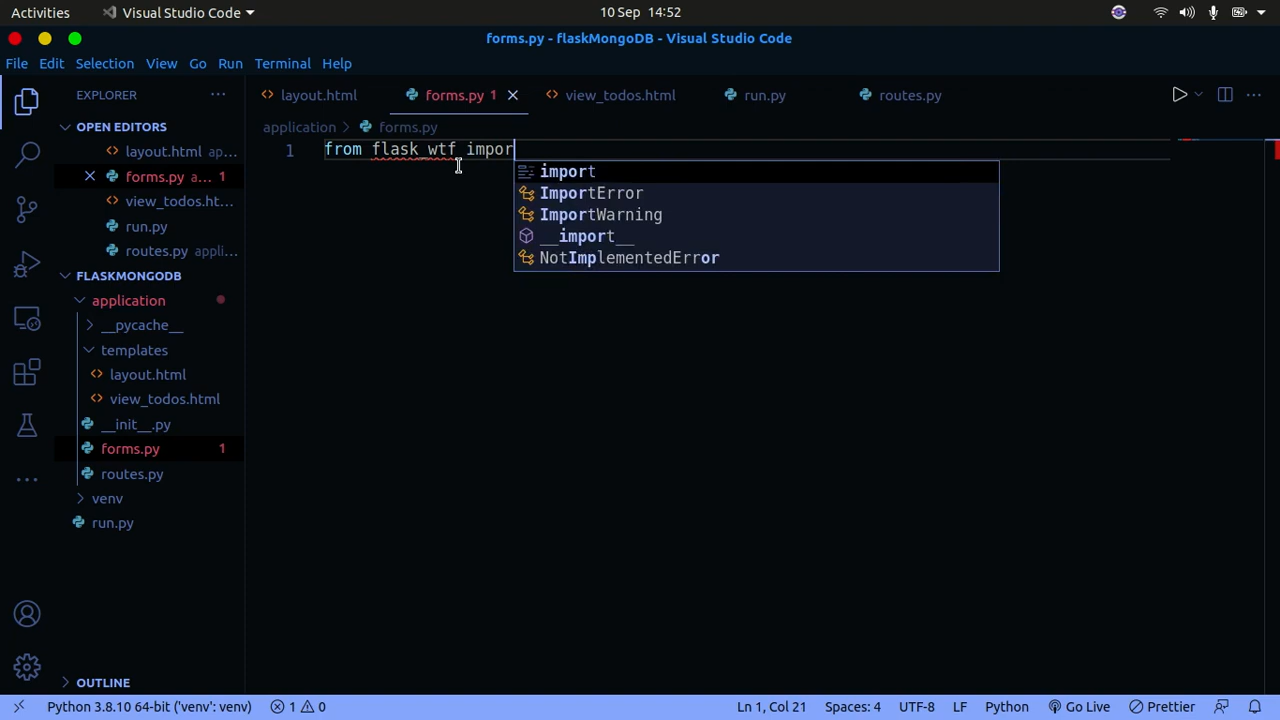 Activities Visual Studio Code 10 Sep 14:52
forms.py - flaskMongoDB - Visual Studio Code
File Edit Selection View Go Run Terminal Help
EXPLORER ... layout.html forms.py 1 view_todos.html run.py routes.py ...
OPEN EDITORS
layout.html ap...
forms.py a... 1
view_todos.ht...
run.py
routes.py appli...
FLASKMONGODB
application
__pycache__
templates
layout.html
view_todos.html
__init__.py
forms.py 1
routes.py
venv
run.py
OUTLINE
application > forms.py
1 from flask_wtf impor
import
ImportError
ImportWarning
__import__
NotImplementedError
Python 3.8.10 64-bit ('venv': venv) 1 0 Ln 1, Col 21 Spaces: 4 UTF-8 LF Python Go Live Prettier